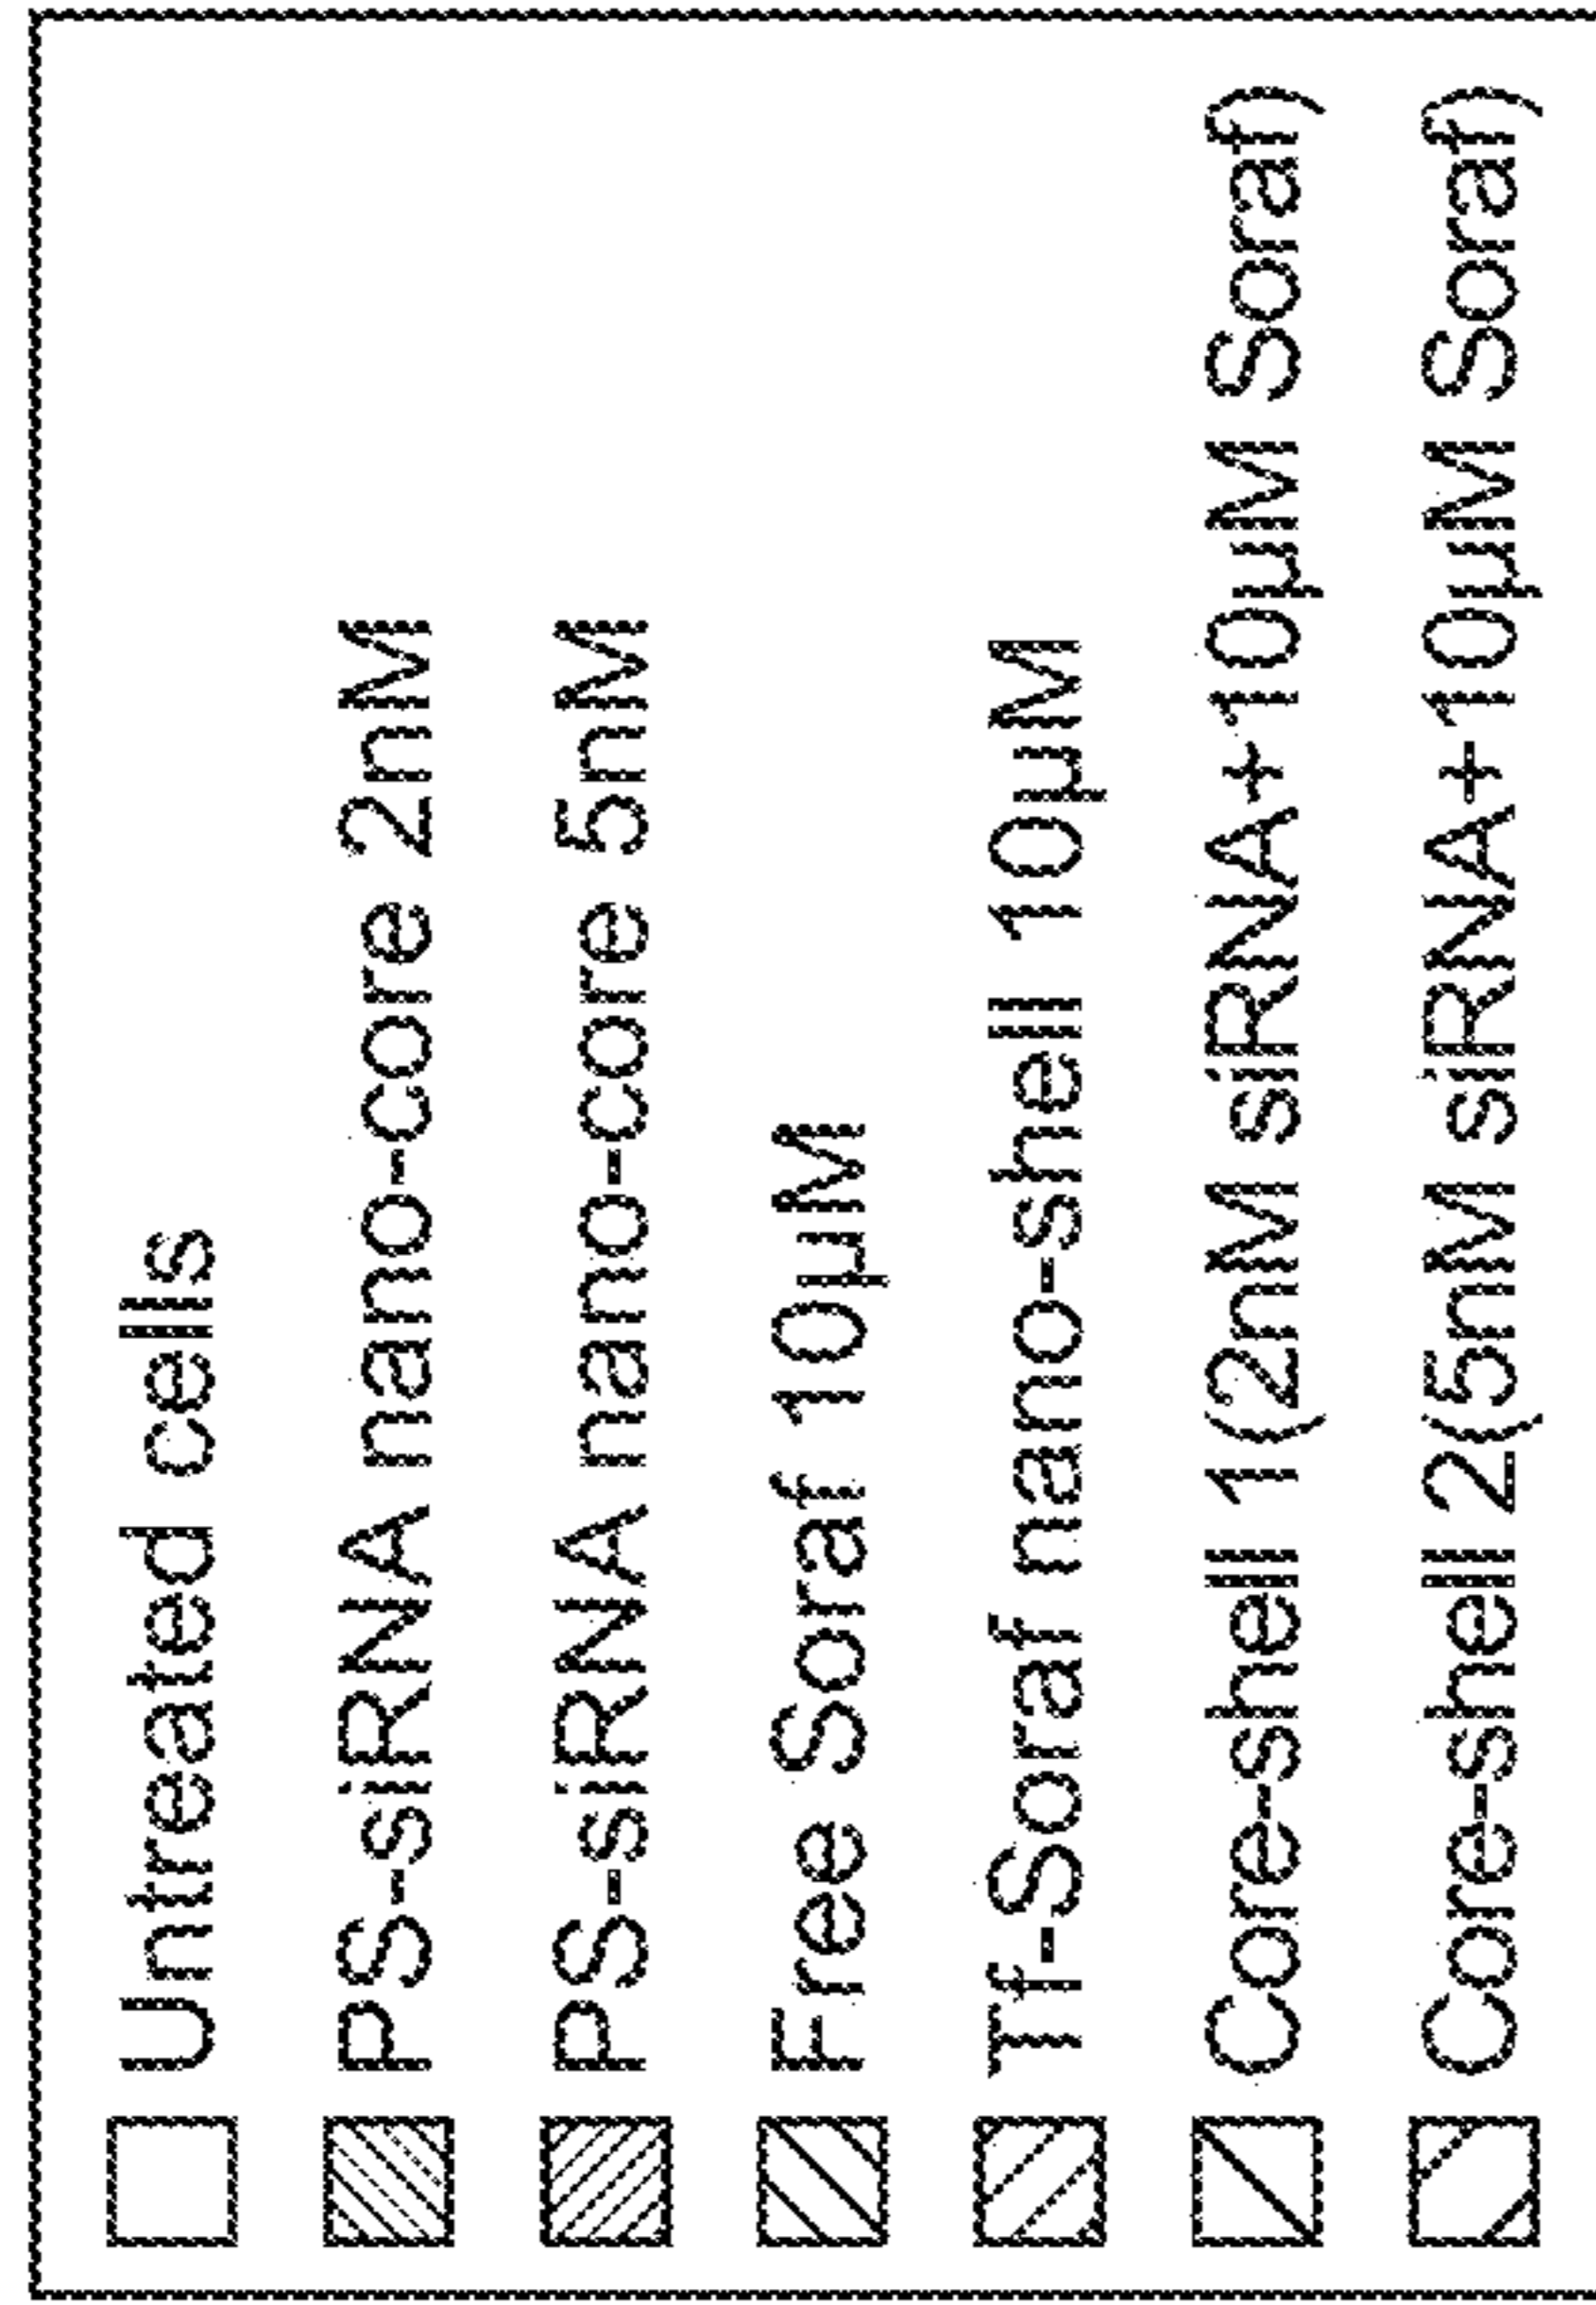 Untreated cells
PS-siRNA nano-core 2nM
PS-siRNA nano-core 5nM
Free Soraf 10µM
Tf-Soraf nano-shell 10µM
Core-shell 1(2nM siRNA+10µM Soraf)
Core-shell 2(5nM siRNA+10µM Soraf)